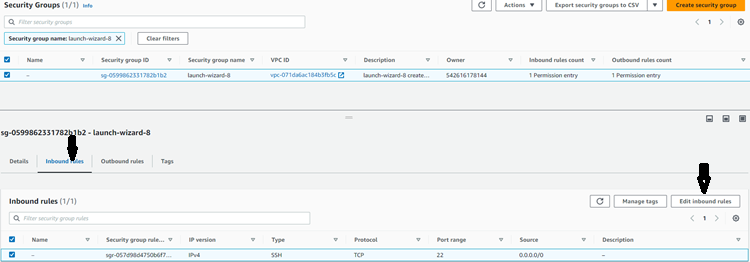 Security Groups (1/1) Info
Actions ▼ Export security groups to CSV ▼ Create security group
Filter security groups
< 1 >
Security group name: launch-wizard-8 × Clear filters
Name Security group ID Security group name VPC ID Description Owner Inbound rules count Outbound rules count
– sg-0599862331782b1b2 launch-wizard-8 vpc-071da6ac184b5fb5c launch-wizard-8 create... 542616178144 1 Permission entry 1 Permission entry
sg-0599862331782b1b2 - launch-wizard-8
Details Inbound rules Outbound rules Tags
Inbound rules (1/1)
Manage tags Edit inbound rules
Filter security group rules
< 1 >
Name Security group rule... IP version Type Protocol Port range Source Description
– sgr-057d98d4750b6f7... IPv4 SSH TCP 22 0.0.0.0/0 –